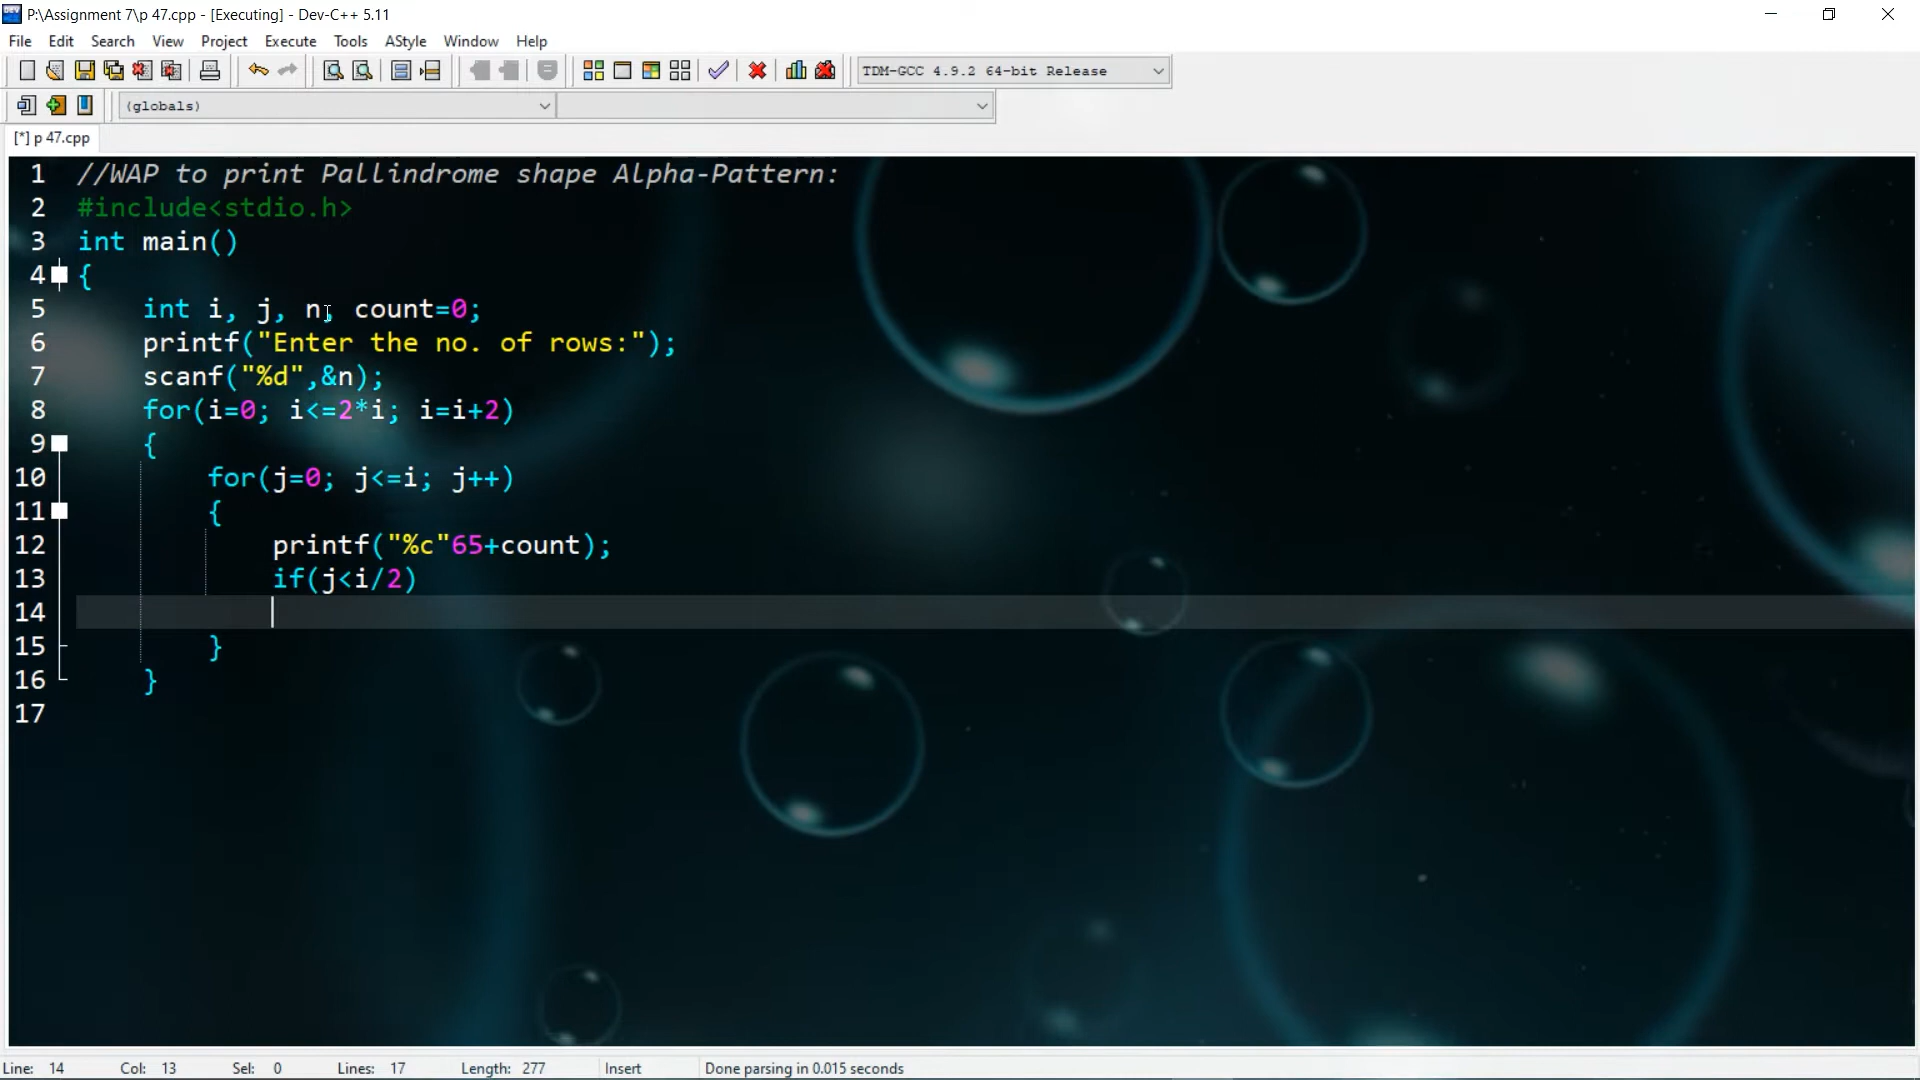 P:\Assignment 7\p 47.cpp - [Executing] - Dev-C++ 5.11
File Edit Search View Project Execute Tools AStyle Window Help
TDM-GCC 4.9.2 64-bit Release
(globals)
[*] p 47.cpp
1 //WAP to print Pallindrome shape Alpha-Pattern:
2 #include<stdio.h>
3 int main()
4 {
5 int i, j, n, count=0;
6 printf("Enter the no. of rows:");
7 scanf("%d",&n);
8 for(i=0; i<=2*i; i=i+2)
9 {
10 for(j=0; j<=i; j++)
11 {
12 printf("%c"65+count);
13 if(j<i/2)
14
15 }
16 }
17
Line: 14 Col: 13 Sel: 0 Lines: 17 Length: 277 Insert Done parsing in 0.015 seconds